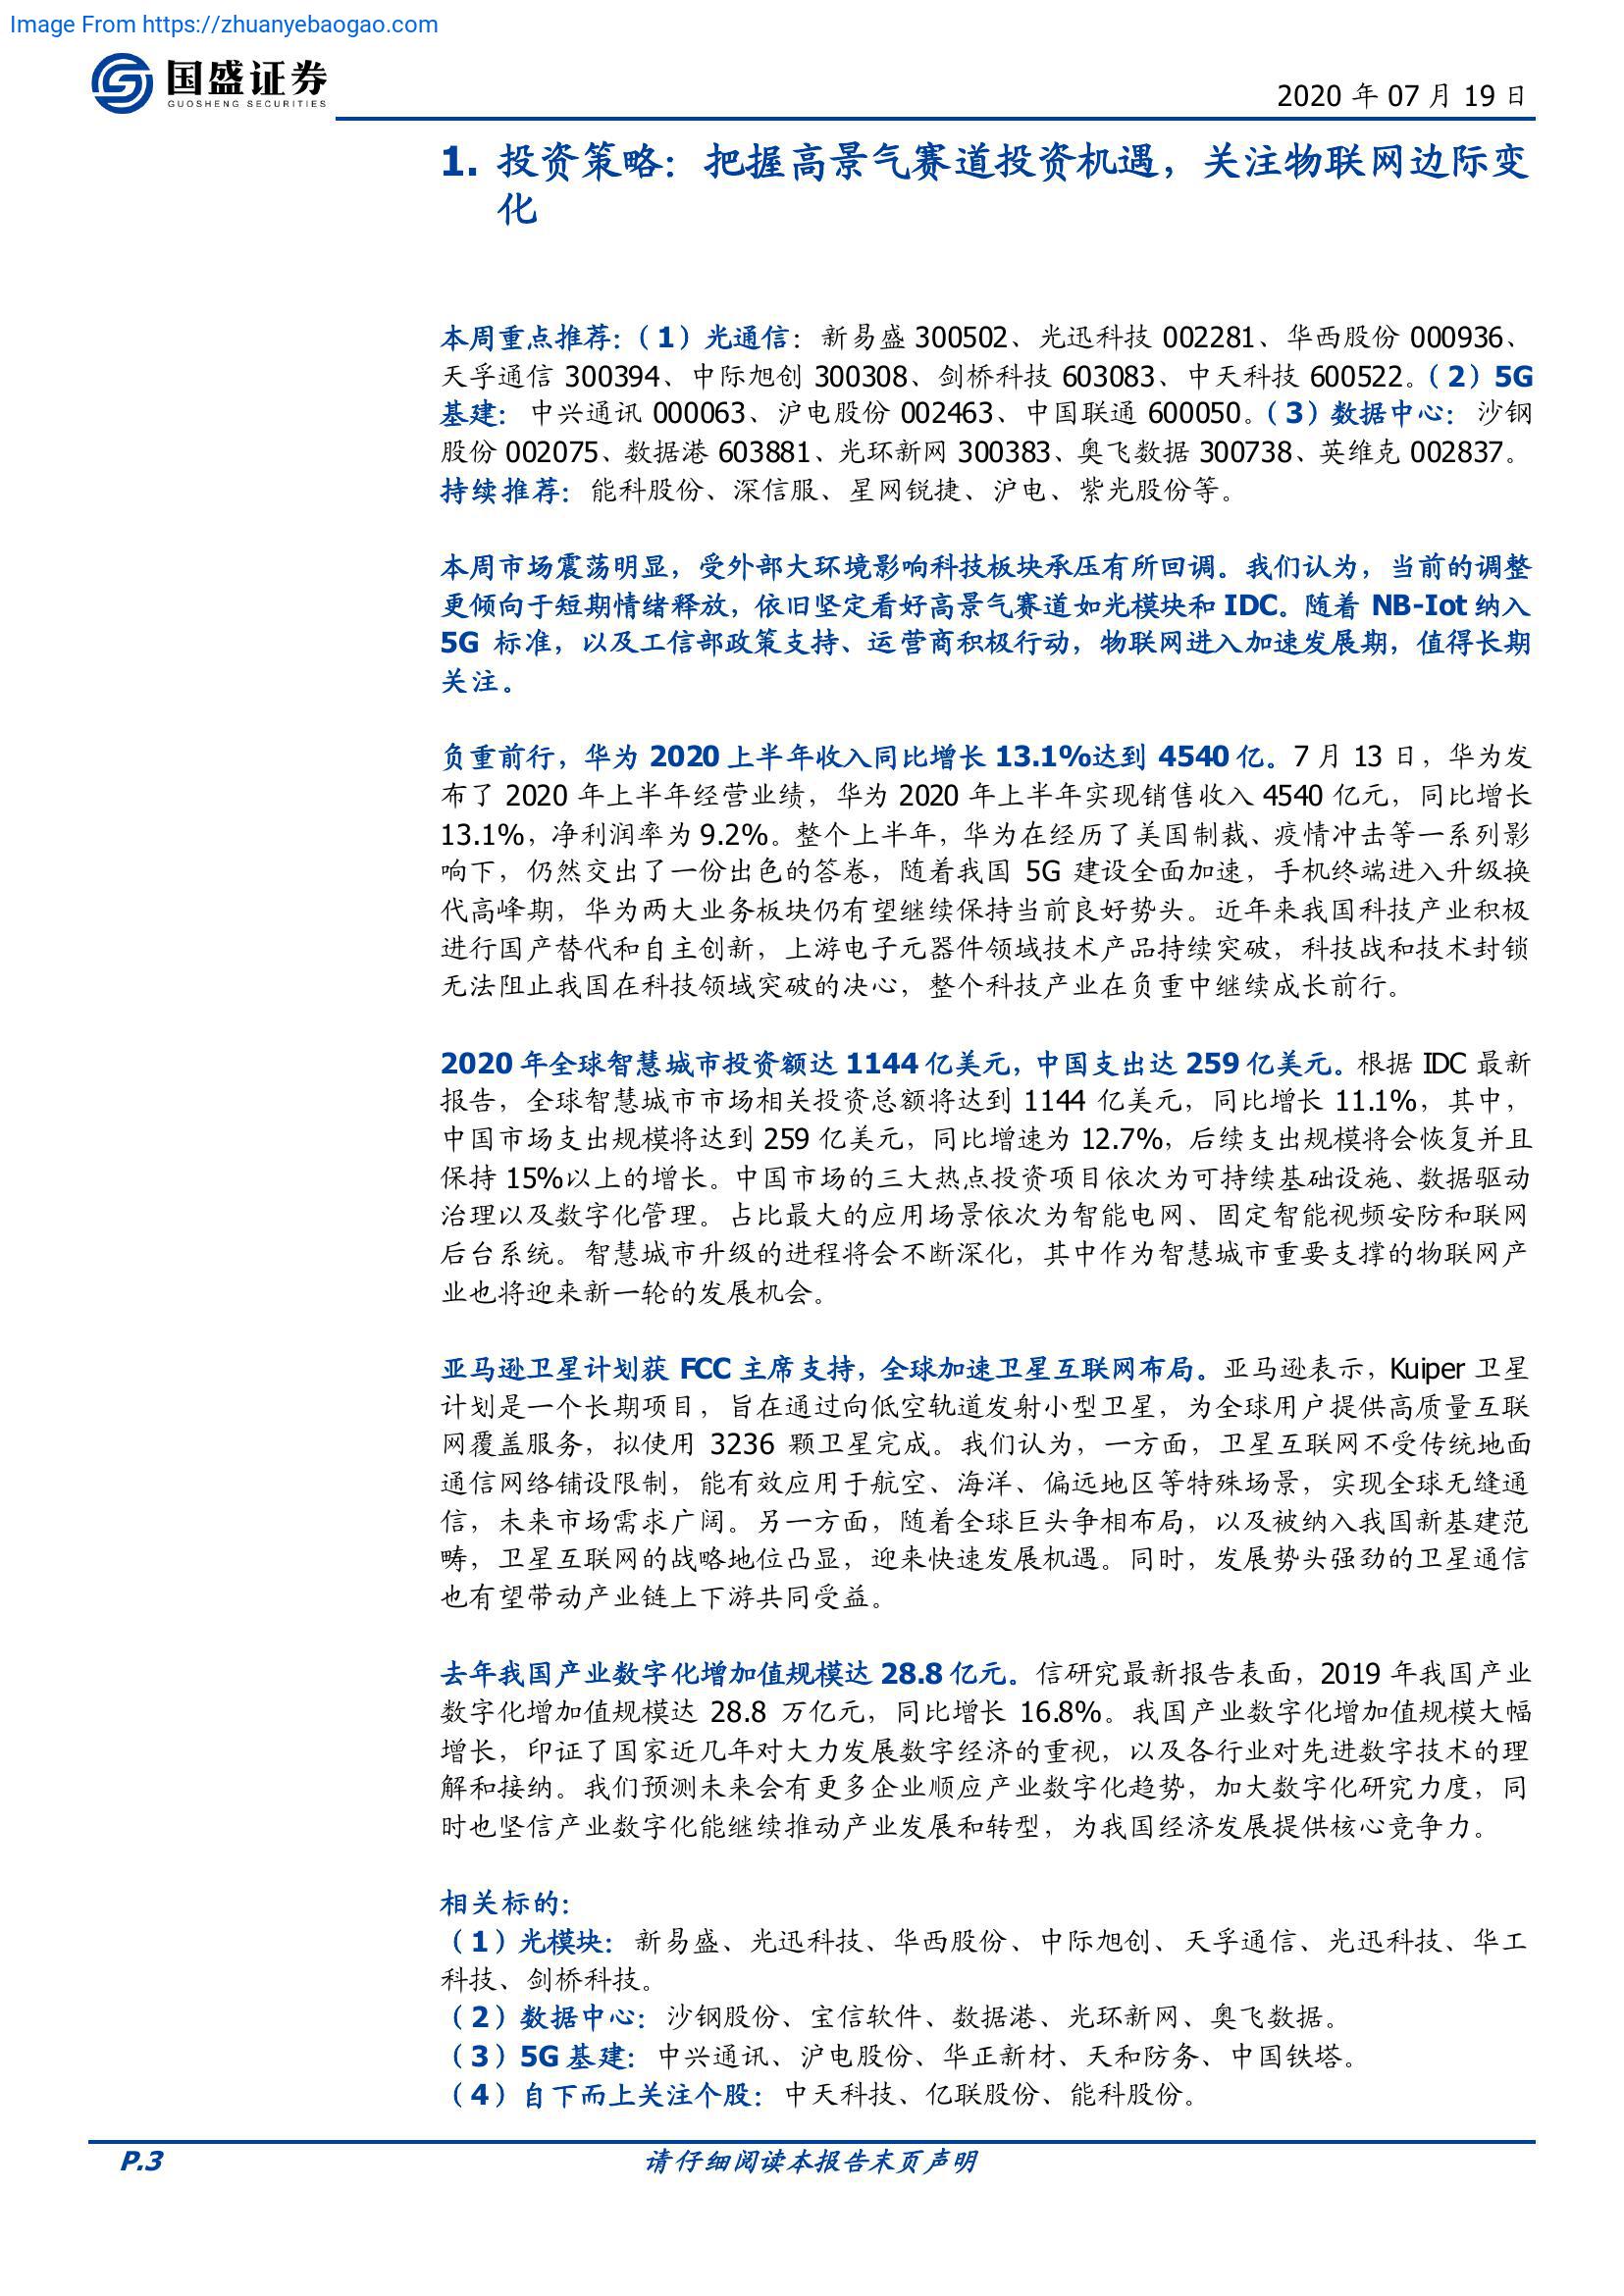 Image From https://zhuanyebaogao.com
国盛证券
GUOSHENG SECURITIES
2020 年 07 月 19 日
1. 投资策略：把握高景气赛道投资机遇，关注物联网边际变
化
本周重点推荐：（1）光通信：新易盛 300502、光迅科技 002281、华西股份 000936、
天孚通信 300394、中际旭创 300308、剑桥科技 603083、中天科技 600522。（2）5G
基建：中兴通讯 000063、沪电股份 002463、中国联通 600050。（3）数据中心：沙钢
股份 002075、数据港 603881、光环新网 300383、奥飞数据 300738、英维克 002837。
持续推荐：能科股份、深信服、星网锐捷、沪电、紫光股份等。
本周市场震荡明显，受外部大环境影响科技板块承压有所回调。我们认为，当前的调整
更倾向于短期情绪释放，依旧坚定看好高景气赛道如光模块和 IDC。随着 NB-Iot 纳入
5G 标准，以及工信部政策支持、运营商积极行动，物联网进入加速发展期，值得长期
关注。
负重前行，华为 2020 上半年收入同比增长 13.1%达到 4540 亿。7 月 13 日，华为发
布了 2020 年上半年经营业绩，华为 2020 年上半年实现销售收入 4540 亿元，同比增长
13.1%，净利润率为 9.2%。整个上半年，华为在经历了美国制裁、疫情冲击等一系列影
响下，仍然交出了一份出色的答卷，随着我国 5G 建设全面加速，手机终端进入升级换
代高峰期，华为两大业务板块仍有望继续保持当前良好势头。近年来我国科技产业积极
进行国产替代和自主创新，上游电子元器件领域技术产品持续突破，科技战和技术封锁
无法阻止我国在科技领域突破的决心，整个科技产业在负重中继续成长前行。
2020 年全球智慧城市投资额达 1144 亿美元，中国支出达 259 亿美元。根据 IDC 最新
报告，全球智慧城市市场相关投资总额将达到 1144 亿美元，同比增长 11.1%，其中，
中国市场支出规模将达到 259 亿美元，同比增速为 12.7%，后续支出规模将会恢复并且
保持 15%以上的增长。中国市场的三大热点投资项目依次为可持续基础设施、数据驱动
治理以及数字化管理。占比最大的应用场景依次为智能电网、固定智能视频安防和联网
后台系统。智慧城市升级的进程将会不断深化，其中作为智慧城市重要支撑的物联网产
业也将迎来新一轮的发展机会。
亚马逊卫星计划获 FCC 主席支持，全球加速卫星互联网布局。亚马逊表示，Kuiper 卫星
计划是一个长期项目，旨在通过向低空轨道发射小型卫星，为全球用户提供高质量互联
网覆盖服务，拟使用 3236 颗卫星完成。我们认为，一方面，卫星互联网不受传统地面
通信网络铺设限制，能有效应用于航空、海洋、偏远地区等特殊场景，实现全球无缝通
信，未来市场需求广阔。另一方面，随着全球巨头争相布局，以及被纳入我国新基建范
畴，卫星互联网的战略地位凸显，迎来快速发展机遇。同时，发展势头强劲的卫星通信
也有望带动产业链上下游共同受益。
去年我国产业数字化增加值规模达 28.8 亿元。信研究最新报告表面，2019 年我国产业
数字化增加值规模达 28.8 万亿元，同比增长 16.8%。我国产业数字化增加值规模大幅
增长，印证了国家近几年对大力发展数字经济的重视，以及各行业对先进数字技术的理
解和接纳。我们预测未来会有更多企业顺应产业数字化趋势，加大数字化研究力度，同
时也坚信产业数字化能继续推动产业发展和转型，为我国经济发展提供核心竞争力。
相关标的：
（1）光模块：新易盛、光迅科技、华西股份、中际旭创、天孚通信、光迅科技、华工
科技、剑桥科技。
（2）数据中心：沙钢股份、宝信软件、数据港、光环新网、奥飞数据。
（3）5G 基建：中兴通讯、沪电股份、华正新材、天和防务、中国铁塔。
（4）自下而上关注个股：中天科技、亿联股份、能科股份。
P.3
请仔细阅读本报告末页声明